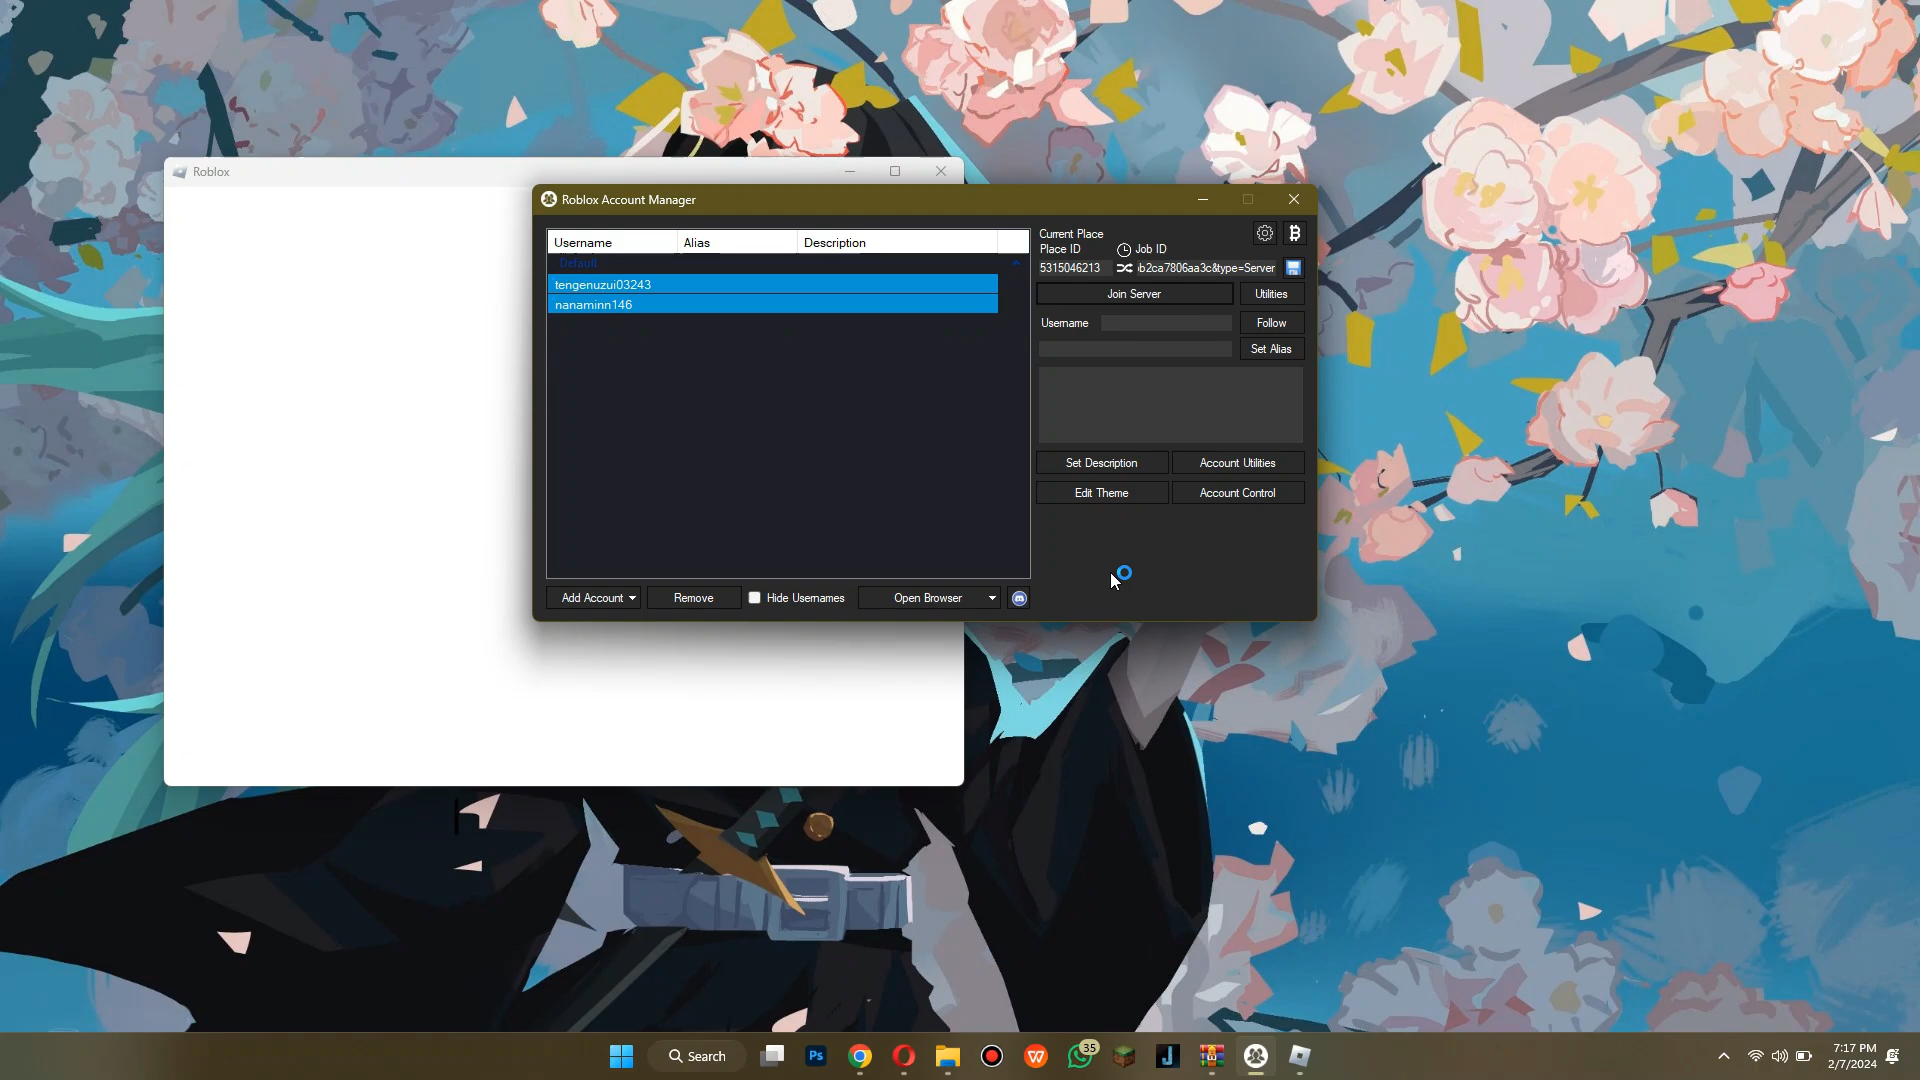 Roblox
Roblox Account Manager
Username Alias Description
Default
tengenuzui03243
nanaminn146
Current Place
Place ID Job ID
5315046213 b2ca7806aa3c&type=Server
Join Server Utilities
Username Follow
Set Alias
Set Description Account Utilities
Edit Theme Account Control
Add Account Remove Hide Usernames Open Browser
Search
Ps
35
7:17 PM
2/7/2024